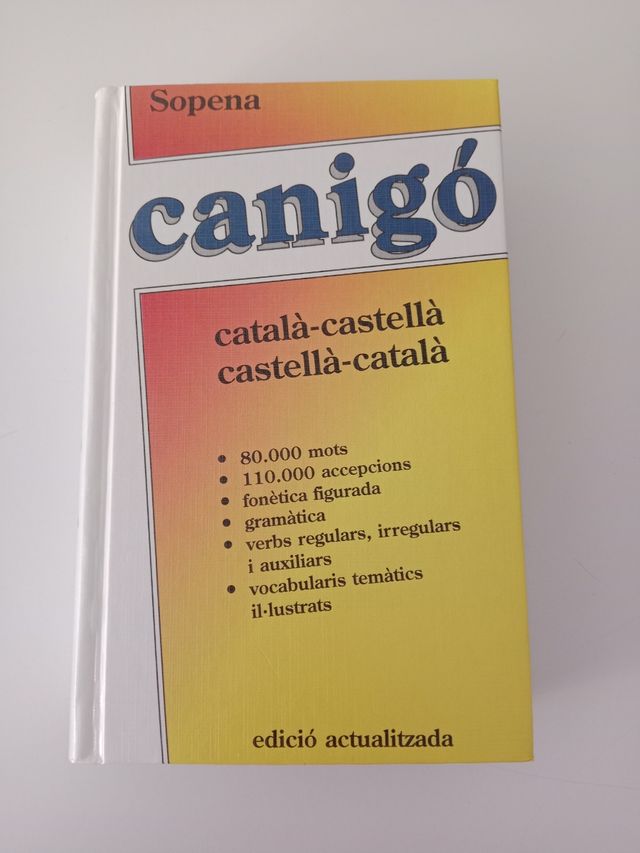 Sopena
canigó
català-castellà
castellà-català
• 80.000 mots
• 110.000 accepcions
• fonètica figurada
• gramàtica
• verbs regulars, irregulars
i auxiliars
• vocabularis temàtics
il·lustrats
edició actualitzada